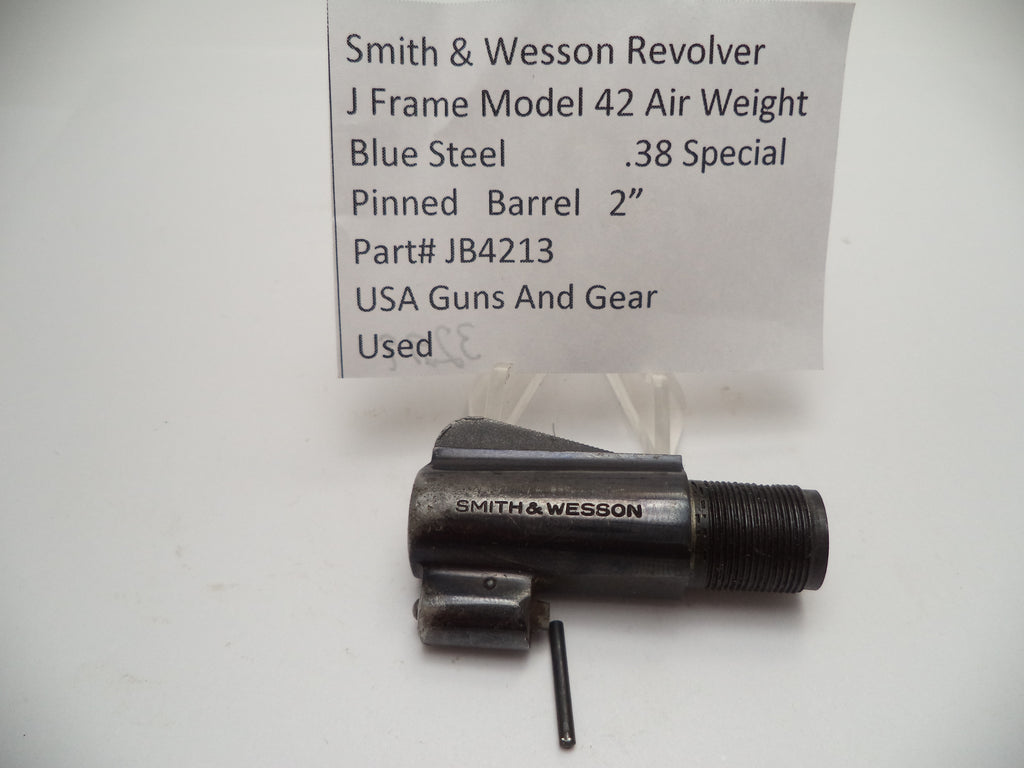 Smith & Wesson Revolver
J Frame Model 42 Air Weight
Blue Steel .38 Special
Pinned Barrel 2”
Part# JB4213
USA Guns And Gear
Used
SMITH & WESSON